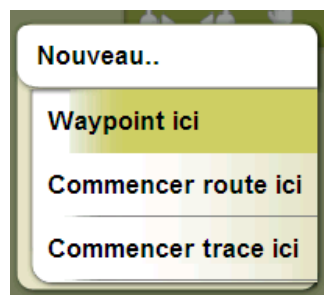 Nouveau..
Waypoint ici
Commencer route ici
Commencer trace ici